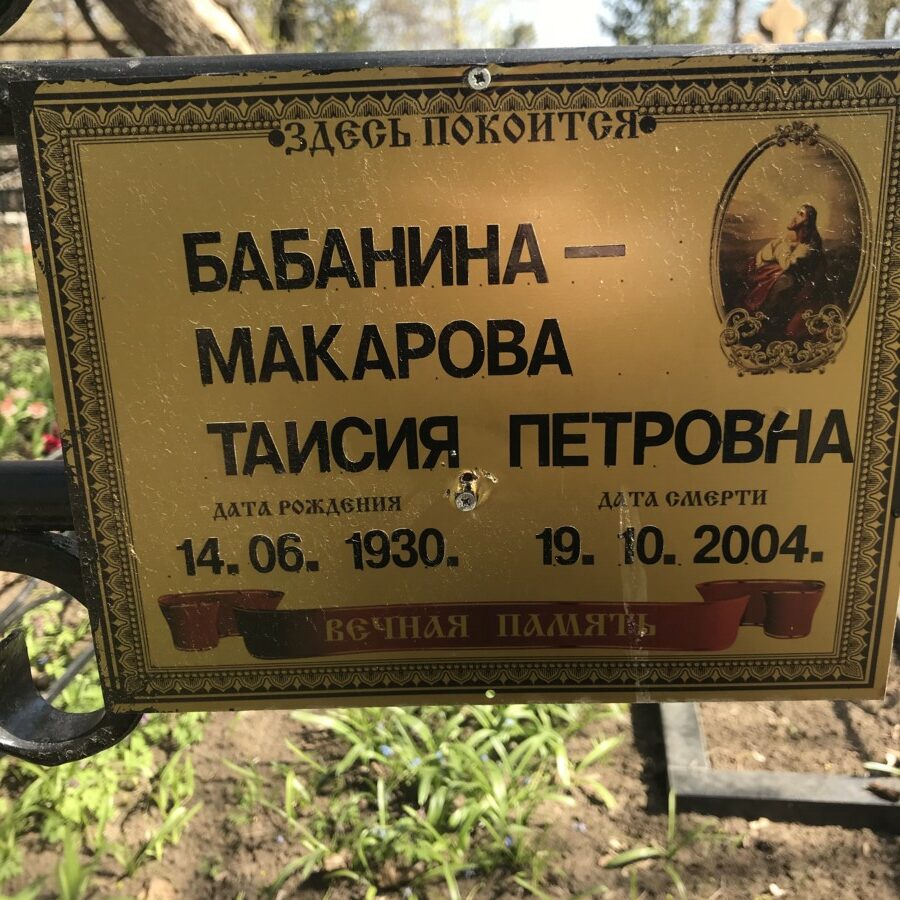 ЗДЕСЬ ПОКОИТСЯ
БАБАНИНА –
МАКАРОВА
ТАИСИЯ ПЕТРОВНА
ДАТА РОЖДЕНИЯ ДАТА СМЕРТИ
14. 06. 1930. 19. 10. 2004.
ВЕЧНАЯ ПАМЯТЬ